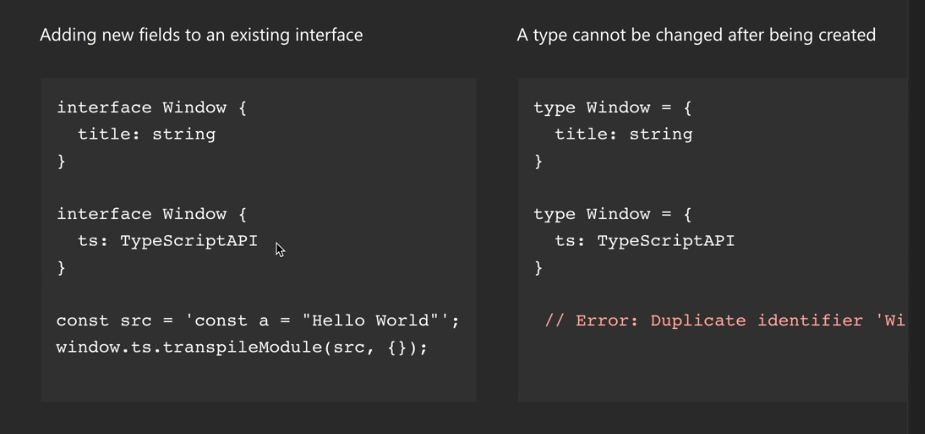 Adding new fields to an existing interface
interface Window {
  title: string
}
interface Window {
  ts: TypeScriptAPI
}
const src = 'const a = "Hello World"';
window.ts.transpileModule(src, {});
A type cannot be changed after being created
type Window = {
  title: string
}
type Window = {
  ts: TypeScriptAPI
}
// Error: Duplicate identifier 'Wi